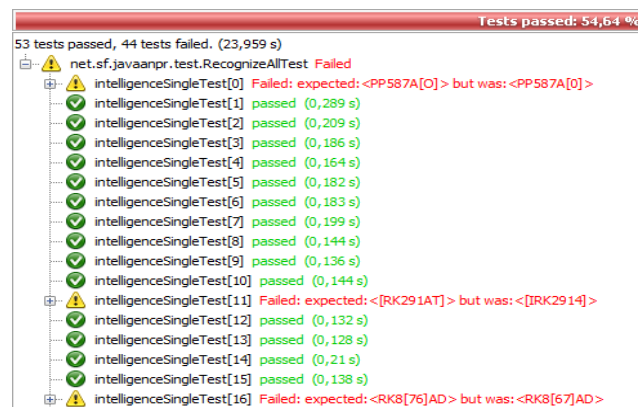 Tests passed: 54,64 %
53 tests passed, 44 tests failed. (23,959 s)
net.sf.javaanpr.test.RecognizeAllTest Failed
intelligenceSingleTest[0] Failed: expected:<PP587A[O]> but was:<PP587A[0]>
intelligenceSingleTest[1] passed (0,289 s)
intelligenceSingleTest[2] passed (0,209 s)
intelligenceSingleTest[3] passed (0,186 s)
intelligenceSingleTest[4] passed (0,164 s)
intelligenceSingleTest[5] passed (0,182 s)
intelligenceSingleTest[6] passed (0,183 s)
intelligenceSingleTest[7] passed (0,199 s)
intelligenceSingleTest[8] passed (0,144 s)
intelligenceSingleTest[9] passed (0,136 s)
intelligenceSingleTest[10] passed (0,144 s)
intelligenceSingleTest[11] Failed: expected:<[RK291AT]> but was:<[IRK2914]>
intelligenceSingleTest[12] passed (0,132 s)
intelligenceSingleTest[13] passed (0,128 s)
intelligenceSingleTest[14] passed (0,21 s)
intelligenceSingleTest[15] passed (0,138 s)
intelligenceSingleTest[16] Failed: expected:<RK8[76]AD> but was:<RK8[67]AD>